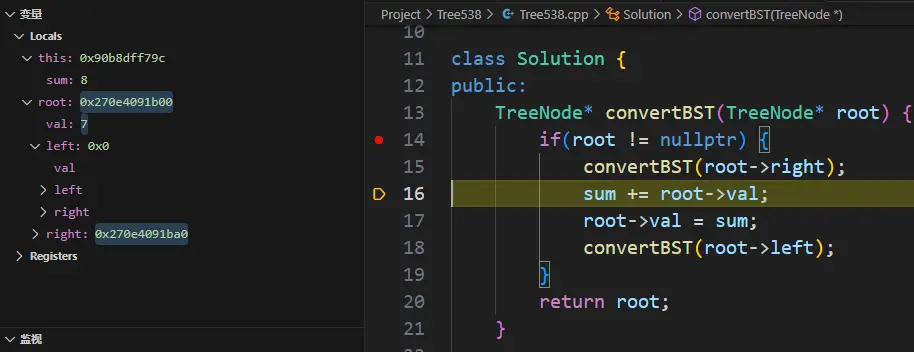 变量
Locals
this: 0x90b8dff79c
sum: 8
root: 0x270e4091b00
val: 7
left: 0x0
val
left
right
right: 0x270e4091ba0
Registers
监视
Project > Tree538 > Tree538.cpp > Solution > convertBST(TreeNode *)
10
11 class Solution {
12 public:
13     TreeNode* convertBST(TreeNode* root) {
14         if(root != nullptr) {
15             convertBST(root->right);
16             sum += root->val;
17             root->val = sum;
18             convertBST(root->left);
19         }
20         return root;
21     }